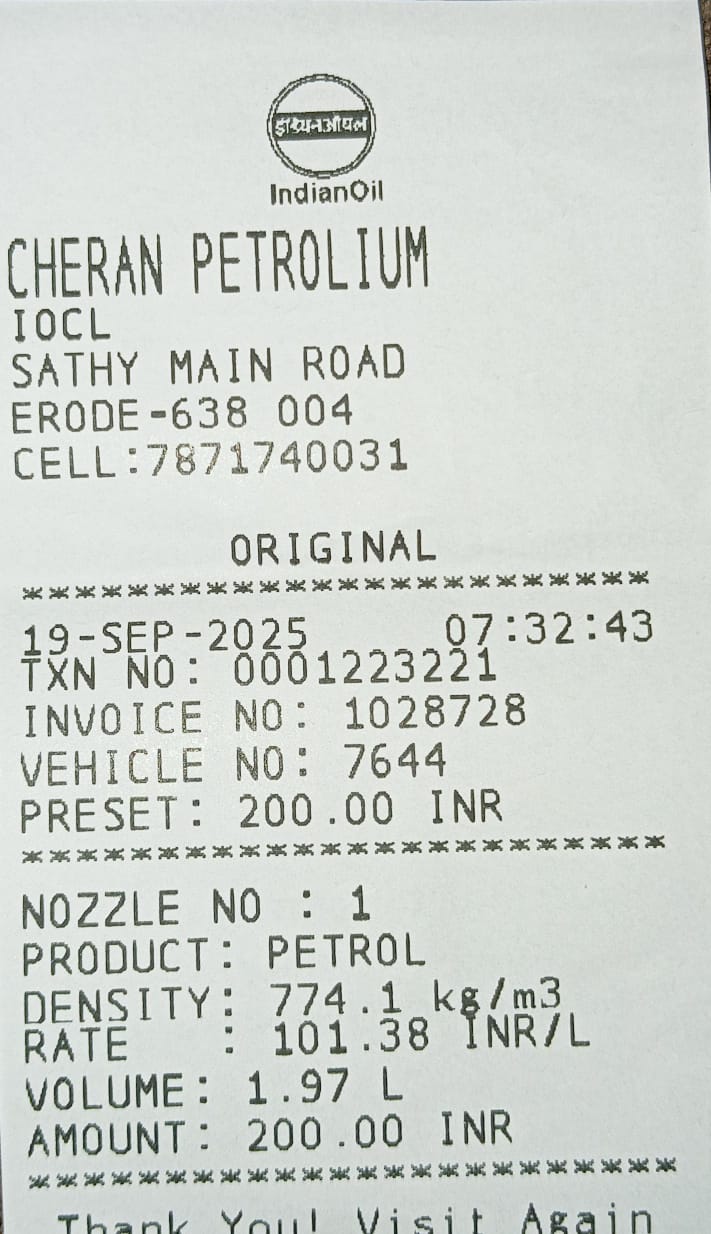 इंडियनऑयल
IndianOil
CHERAN PETROLIUM
IOCL
SATHY MAIN ROAD
ERODE-638 004
CELL:7871740031
ORIGINAL
************************
19-SEP-2025 07:32:43
TXN NO: 0001223221
INVOICE NO: 1028728
VEHICLE NO: 7644
PRESET: 200.00 INR
************************
NOZZLE NO : 1
PRODUCT: PETROL
DENSITY: 774.1 kg/m3
RATE : 101.38 INR/L
VOLUME: 1.97 L
AMOUNT: 200.00 INR
************************
Thank You! Visit Again